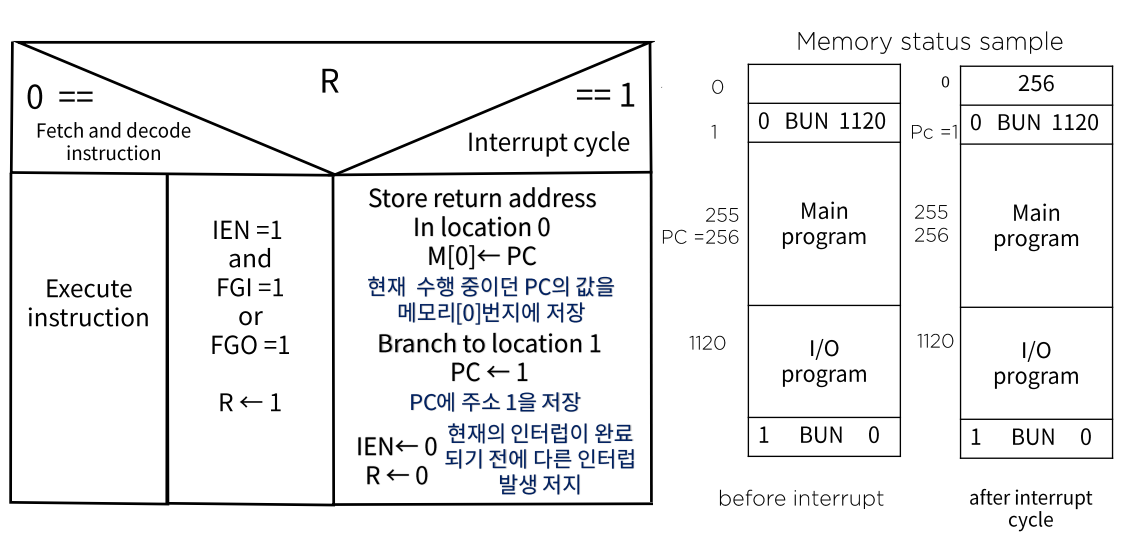 R
0 ==
== 1
Fetch and decode
instruction
Interrupt cycle
Execute
instruction
IEN =1
and
FGI =1
or
FGO =1
R ← 1
Store return address
In location 0
M[0]← PC
현재 수행 중이던 PC의 값을
메모리[0]번지에 저장
Branch to location 1
PC ← 1
PC에 주소 1을 저장
IEN← 0
R ← 0
현재의 인터럽이 완료
되기 전에 다른 인터럽
발생 저지
Memory status sample
0
1
0 BUN 1120
255
PC =256
Main
program
1120
I/O
program
1 BUN 0
before interrupt
0
256
Pc =1
0 BUN 1120
255
256
Main
program
1120
I/O
program
1 BUN 0
after interrupt
cycle